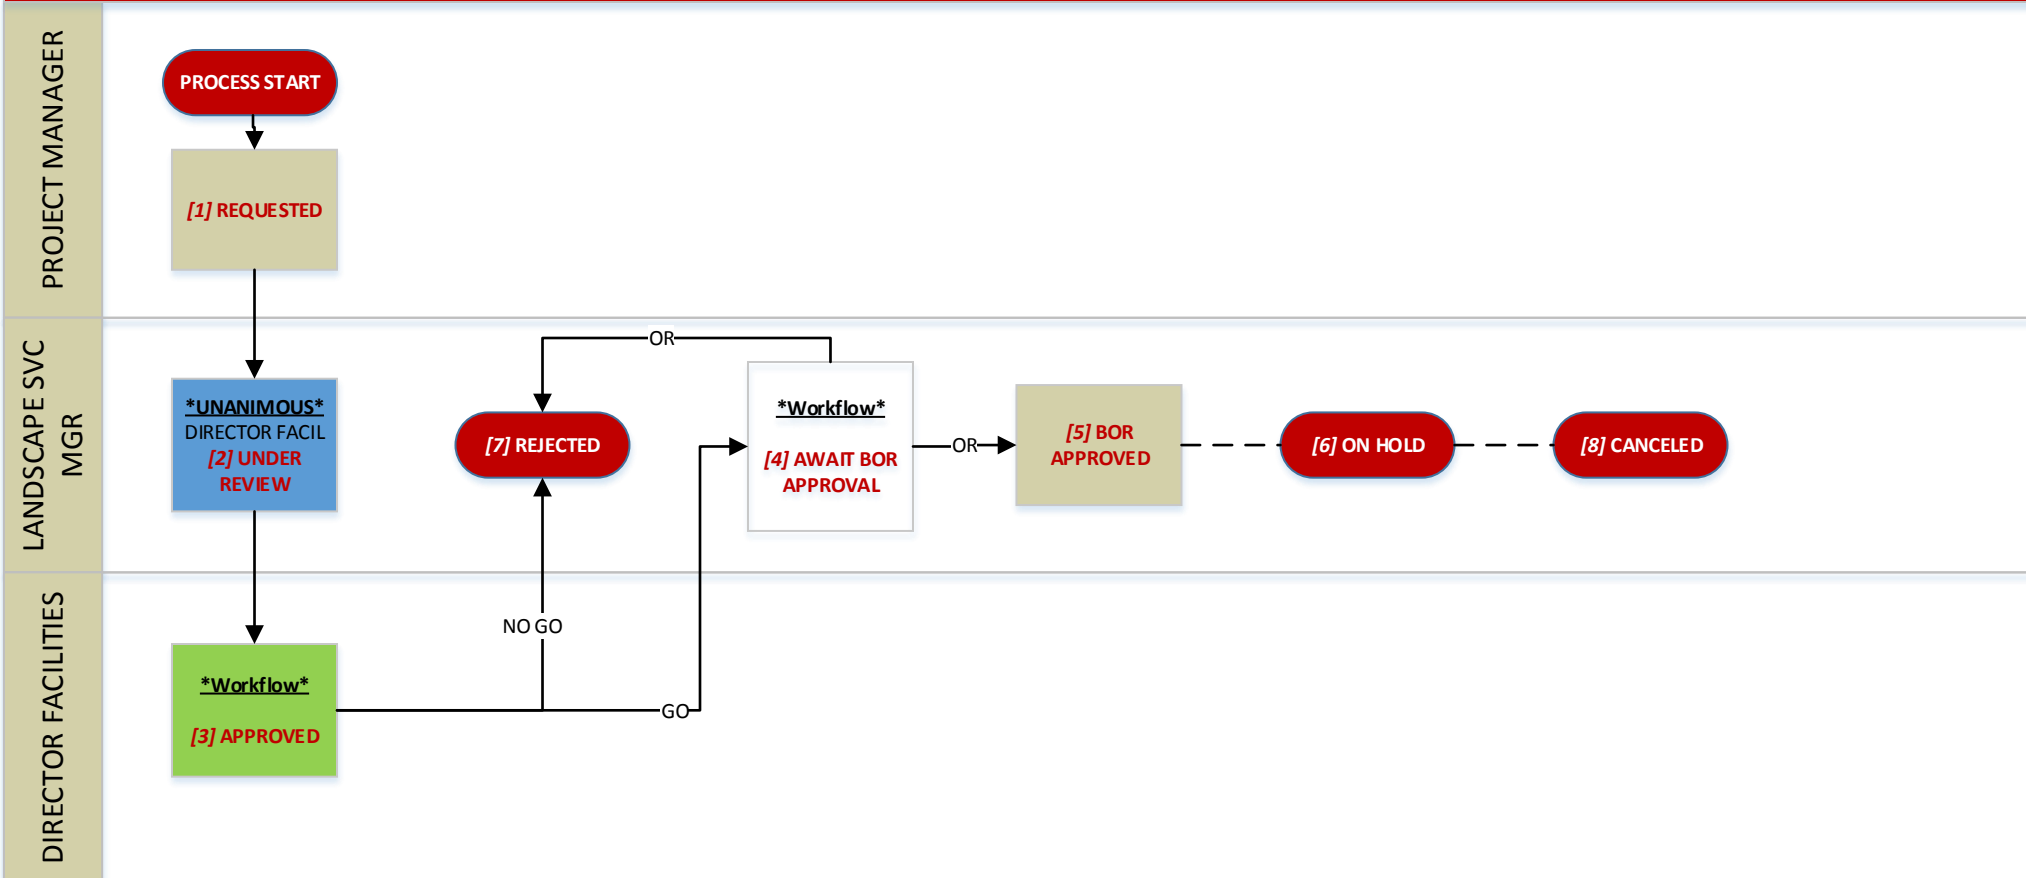 PROJECT MANAGER
PROCESS START
[1] REQUESTED
LANDSCAPE SVC
MGR
*UNANIMOUS*
DIRECTOR FACIL
[2] UNDER
REVIEW
OR
[7] REJECTED
*Workflow*
[4] AWAIT BOR
APPROVAL
OR
[5] BOR
APPROVED
[6] ON HOLD
[8] CANCELED
DIRECTOR FACILITIES
*Workflow*
[3] APPROVED
NO GO
GO